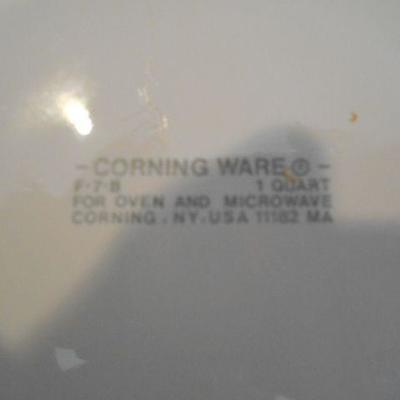 - CORNING WARE ® -
F-7-B 1 QUART
FOR OVEN AND MICROWAVE
CORNING, NY. USA 11182 MA